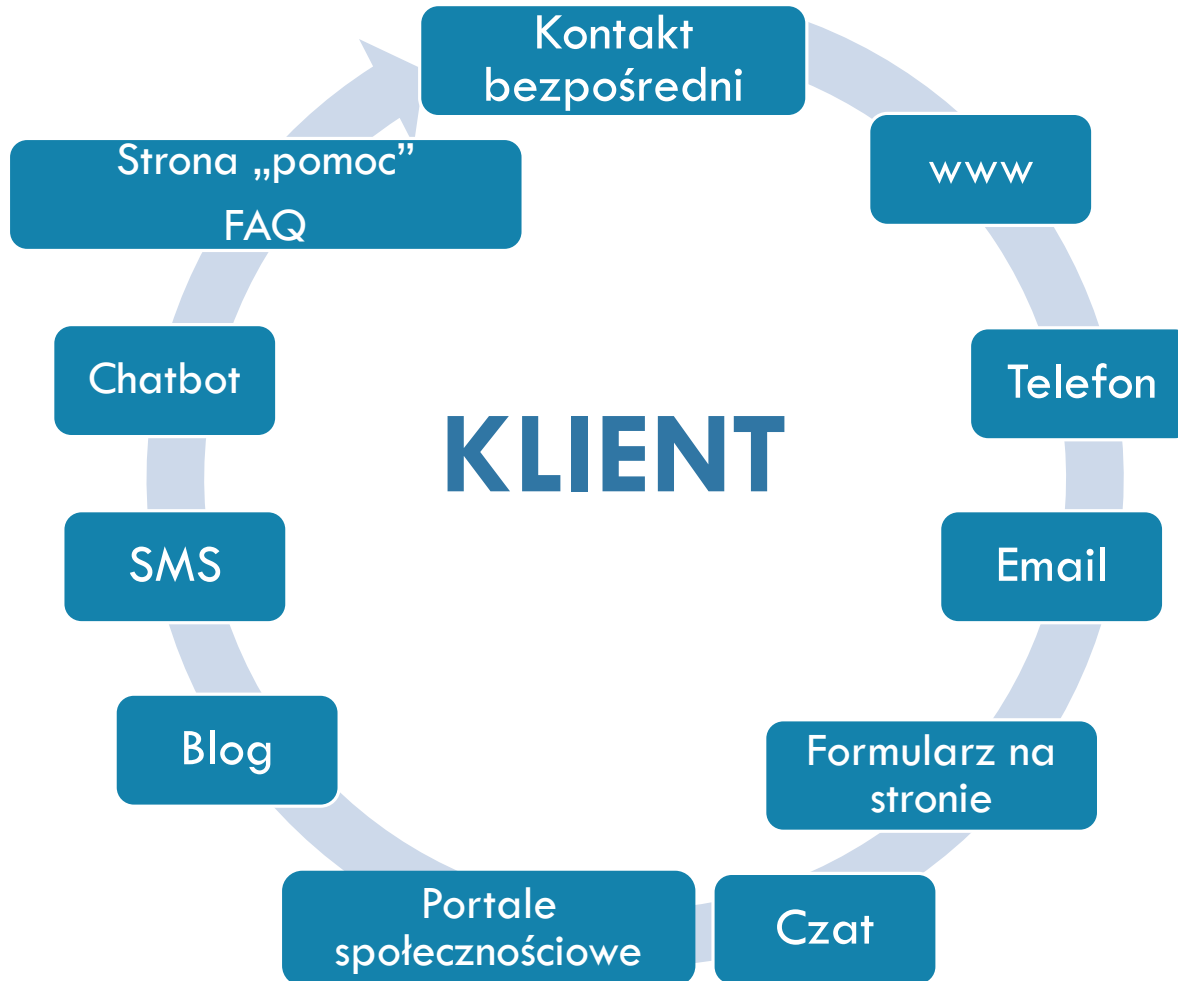 Kontakt
bezpośredni
www
Telefon
Email
Formularz na
stronie
Czat
Portale
społecznościowe
Blog
SMS
Chatbot
Strona „pomoc”
FAQ
KLIENT